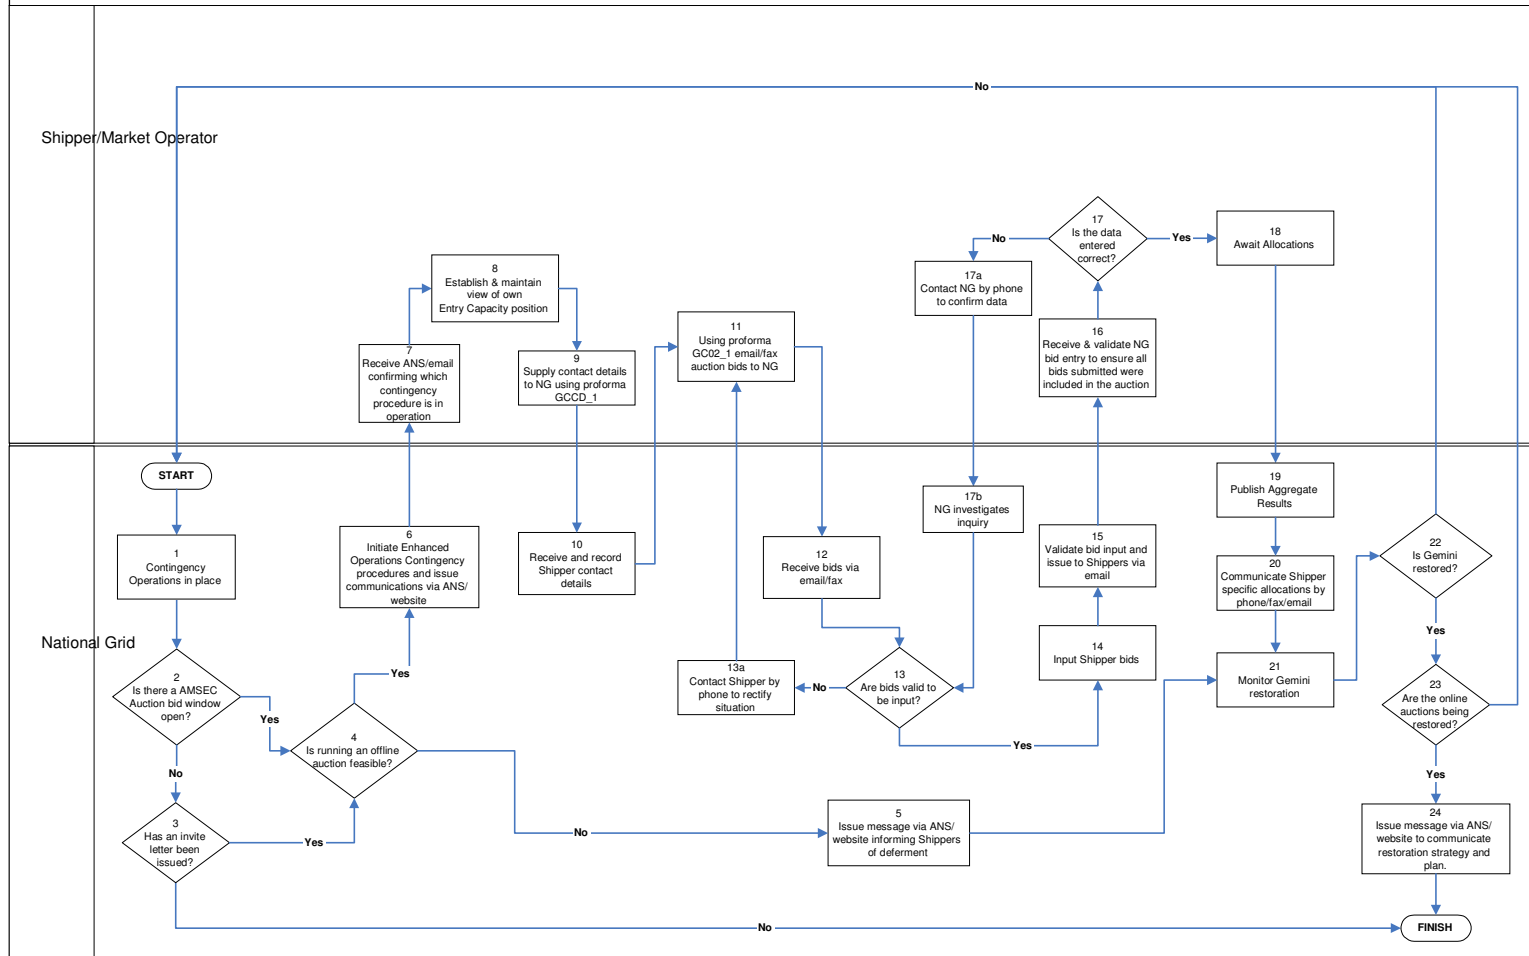 No
Shipper/Market Operator
17
Is the data
entered
correct?
No
Yes
18
Await Allocations
8
Establish & maintain
view of own
Entry Capacity position
17a
Contact NG by phone
to confirm data
11
Using proforma
GC02_1 email/fax
auction bids to NG
16
Receive & validate NG
bid entry to ensure all
bids submitted were
included in the auction
7
Receive ANS/email
confirming which
contingency
procedure is in
operation
9
Supply contact details
to NG using proforma
GCCD_1
START
19
Publish Aggregate
Results
17b
NG investigates
inquiry
1
Contingency
Operations in place
6
Initiate Enhanced
Operations Contingency
procedures and issue
communications via ANS/
website
10
Receive and record
Shipper contact
details
12
Receive bids via
email/fax
15
Validate bid input and
issue to Shippers via
email
22
Is Gemini
restored?
20
Communicate Shipper
specific allocations by
phone/fax/email
National Grid
Yes
14
Input Shipper bids
2
Is there a AMSEC
Auction bid window
open?
Yes
Yes
13a
Contact Shipper by
phone to rectify
situation
No
13
Are bids valid to
be input?
21
Monitor Gemini
restoration
23
Are the online
auctions being
restored?
4
Is running an offline
auction feasible?
Yes
No
Yes
3
Has an invite
letter been
issued?
Yes
No
5
Issue message via ANS/
website informing Shippers
of deferment
24
Issue message via ANS/
website to communicate
restoration strategy and
plan.
No
FINISH